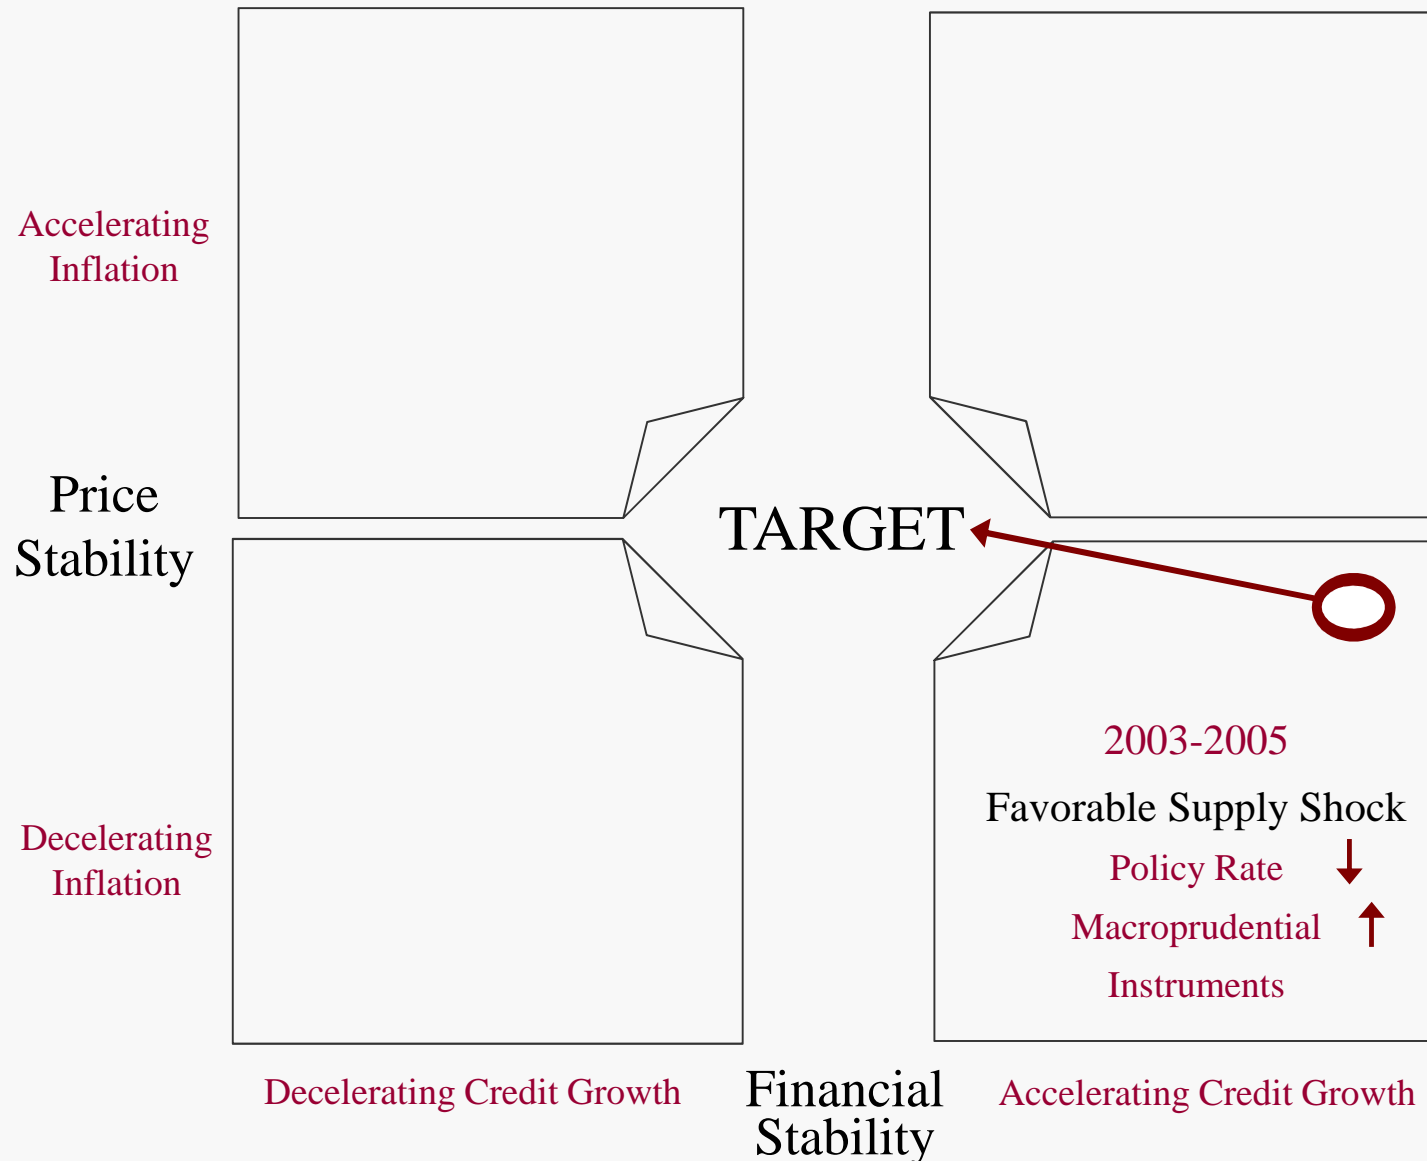 Accelerating
Inflation
Price
Stability
TARGET
2003-2005
Favorable Supply Shock
Policy Rate
Macroprudential
Instruments
Decelerating
Inflation
Decelerating Credit Growth
Financial
Stability
Accelerating Credit Growth